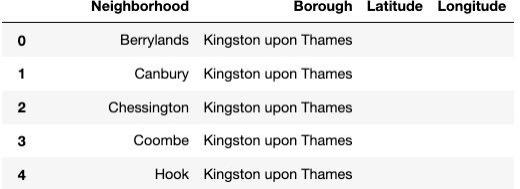 Neighborhood Borough Latitude Longitude
0 Berrylands Kingston upon Thames
1 Canbury Kingston upon Thames
2 Chessington Kingston upon Thames
3 Coombe Kingston upon Thames
4 Hook Kingston upon Thames